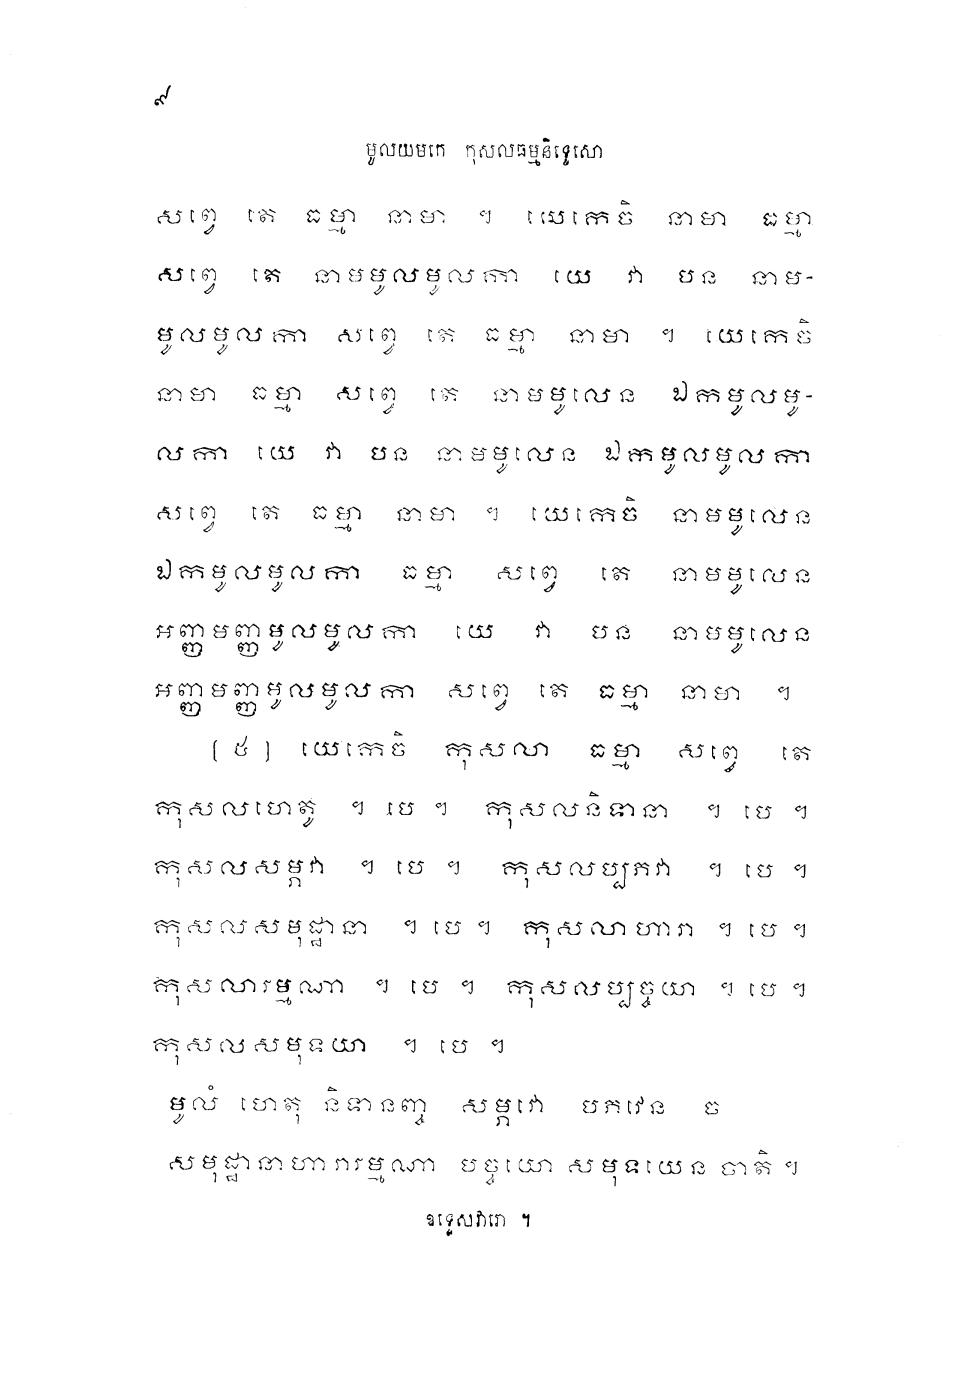 ៩
មូលយមកេ កុសលធម្មនិទ្ទេសោ
សព្វេ តេ ធម្មា នាមា ។ យេកេចិ នាមា ធម្មា
សព្វេ តេ នាមមូលមូលកា យេ វា បន នាម-
មូលមូលកា សព្វេ តេ ធម្មា នាមា ។ យេកេចិ
នាមា ធម្មា សព្វេ តេ នាមមូលេន ឯកមូលមូ-
លកា យេ វា បន នាមមូលេន ឯកមូលមូលកា
សព្វេ តេ ធម្មា នាមា ។ យេកេចិ នាមមូលេន
ឯកមូលមូលកា ធម្មា សព្វេ តេ នាមមូលេន
អញ្ញមញ្ញមូលមូលកា យេ វា បន នាមមូលេន
អញ្ញមញ្ញមូលមូលកា សព្វេ តេ ធម្មា នាមា ។
(៥) យេកេចិ កុសលា ធម្មា សព្វេ តេ
កុសលហេតូ ។ បេ ។ កុសលនិទានា ។ បេ ។
កុសលសម្ភវា ។ បេ ។ កុសលប្បភវា ។ បេ ។
កុសលសមុដ្ឋានា ។ បេ ។ កុសលាហារា ។ បេ ។
កុសលារម្មណា ។ បេ ។ កុសលប្បច្ចយា ។ បេ ។
កុសលសមុទយា ។ បេ ។
មូលំ ហេតុ និទានញ្ច សម្ភវោ បភវេន ច
សមុដ្ឋានាហារារម្មណា បច្ចយោ សមុទយេន ចាតិ ។
ឧទ្ទេសវារោ ។